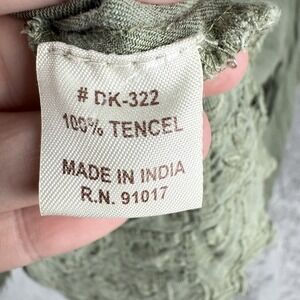 # DK-322
100% TENCEL
MADE IN INDIA
R.N. 91017